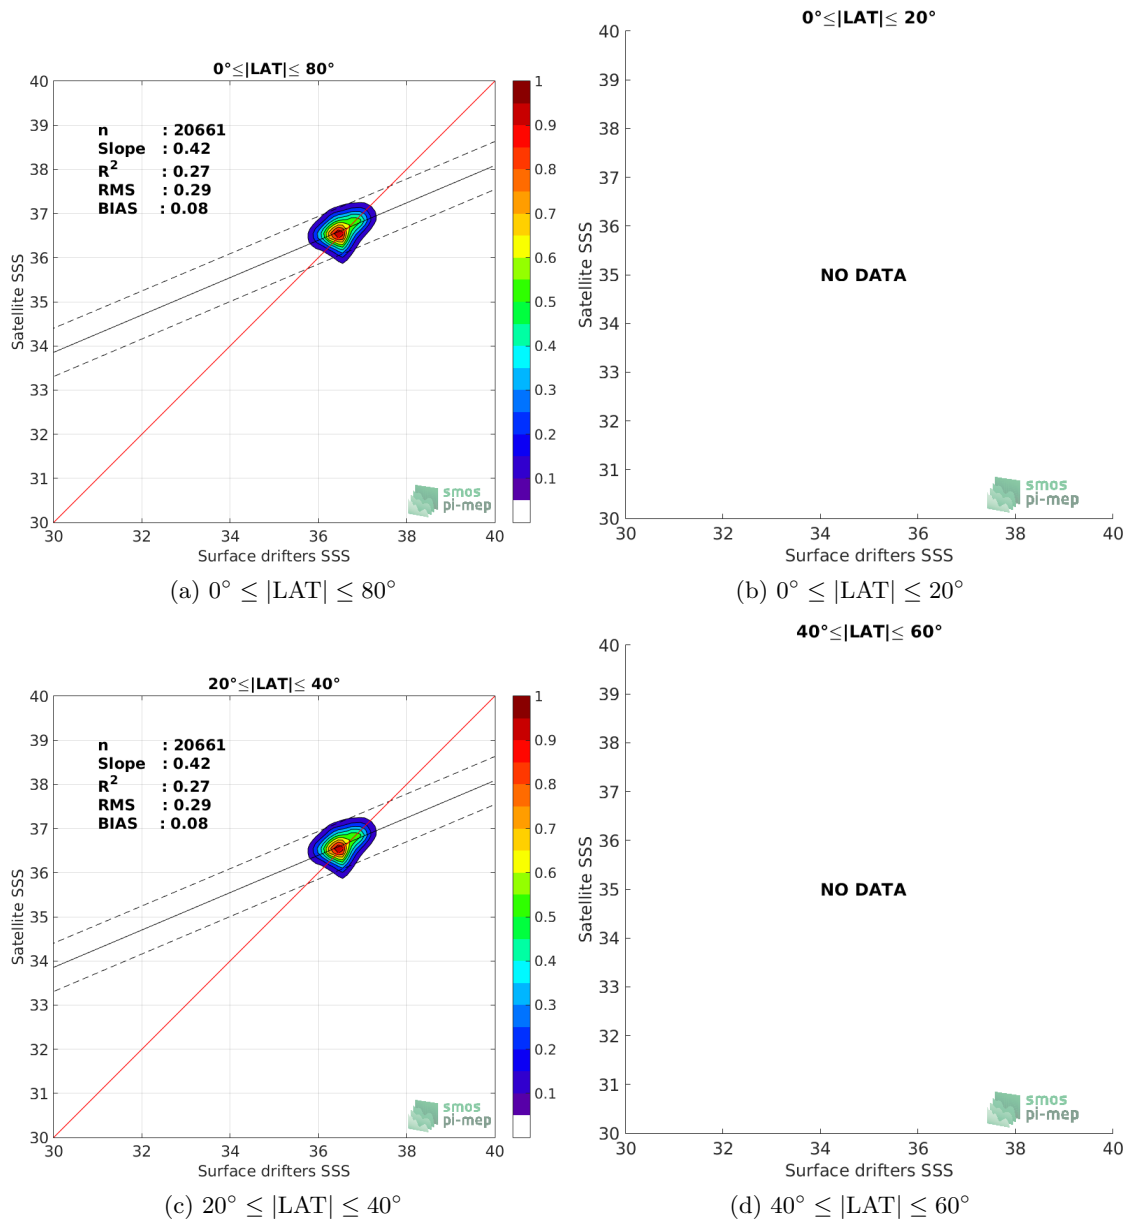 0°≤|LAT|≤ 80°
40
39
38
37
36
35
34
33
32
31
30
n : 20661
Slope : 0.42
R² : 0.27
RMS : 0.29
BIAS : 0.08
Satellite SSS
30 32 34 36 38 40
Surface drifters SSS
1
0.9
0.8
0.7
0.6
0.5
0.4
0.3
0.2
0.1
smos
pi-mep
(a) 0° ≤ |LAT| ≤ 80°
0°≤|LAT|≤ 20°
40
39
38
37
36
35
34
33
32
31
30
Satellite SSS
NO DATA
smos
pi-mep
30 32 34 36 38 40
Surface drifters SSS
(b) 0° ≤ |LAT| ≤ 20°
20°≤|LAT|≤ 40°
40
39
38
37
36
35
34
33
32
31
30
n : 20661
Slope : 0.42
R² : 0.27
RMS : 0.29
BIAS : 0.08
Satellite SSS
30 32 34 36 38 40
Surface drifters SSS
1
0.9
0.8
0.7
0.6
0.5
0.4
0.3
0.2
0.1
smos
pi-mep
(c) 20° ≤ |LAT| ≤ 40°
40°≤|LAT|≤ 60°
40
39
38
37
36
35
34
33
32
31
30
Satellite SSS
NO DATA
smos
pi-mep
30 32 34 36 38 40
Surface drifters SSS
(d) 40° ≤ |LAT| ≤ 60°